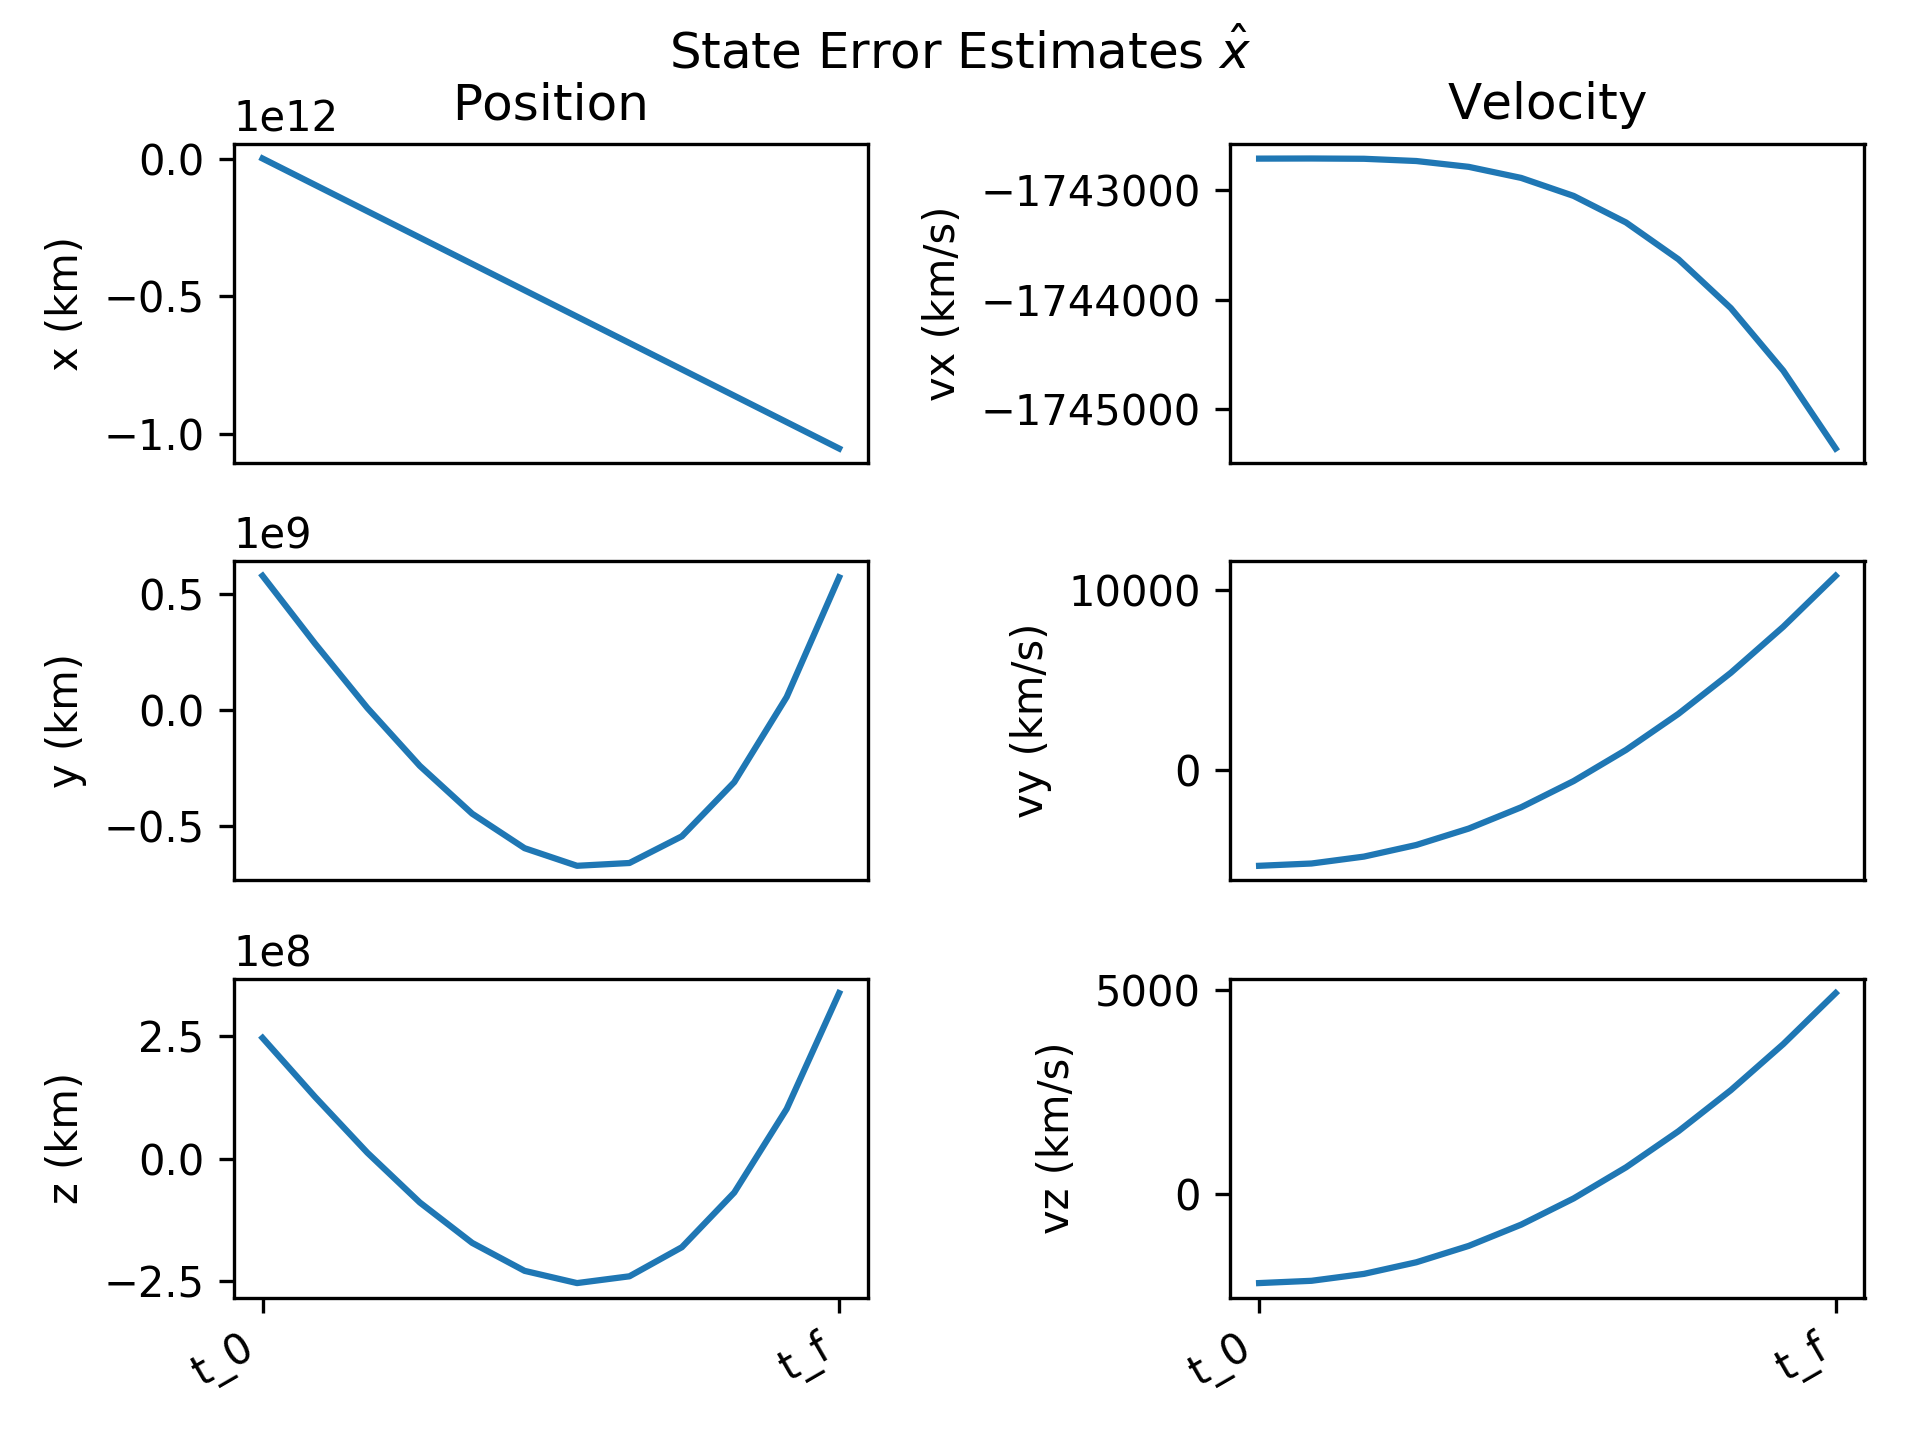 State Error Estimates x̂
Position
Velocity
1e12
0.0
−0.5
−1.0
x (km)
−1743000
−1744000
−1745000
vx (km/s)
1e9
0.5
0.0
−0.5
y (km)
10000
0
vy (km/s)
1e8
2.5
0.0
−2.5
z (km)
t_0
t_f
5000
0
vz (km/s)
t_0
t_f